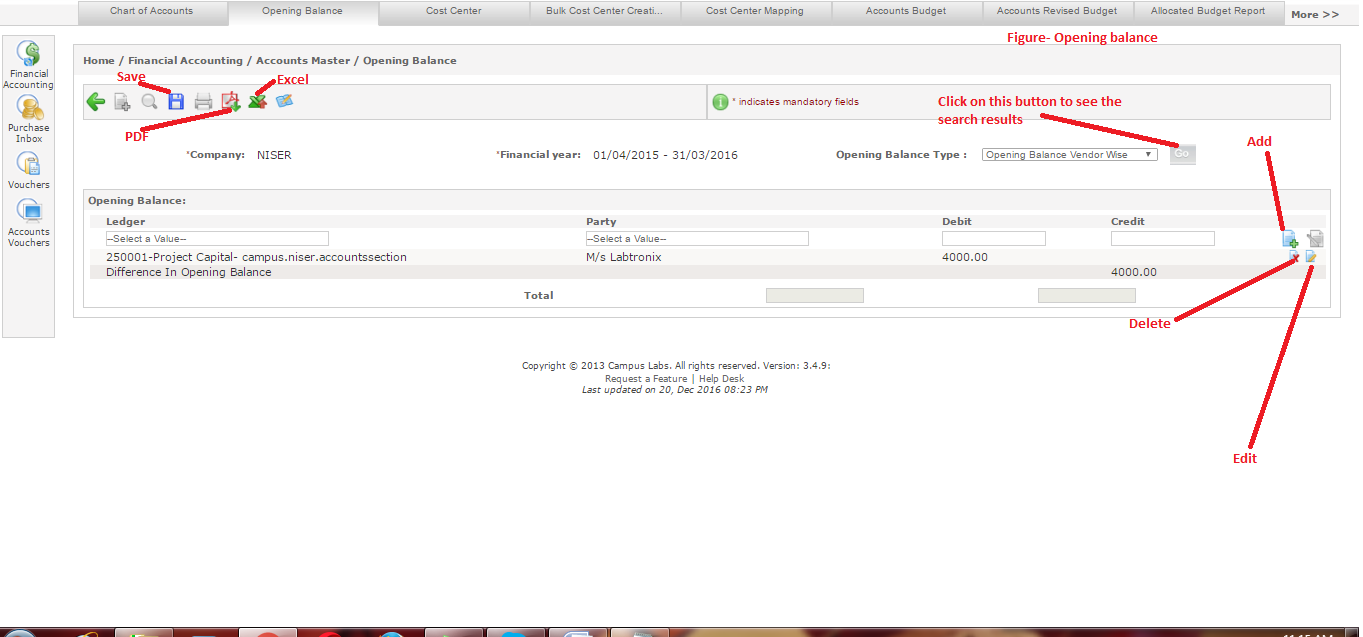 Chart of Accounts
Opening Balance
Cost Center
Bulk Cost Center Creati...
Cost Center Mapping
Accounts Budget
Accounts Revised Budget
Allocated Budget Report
More >>
Figure- Opening balance
Financial
Accounting
Purchase
Inbox
Vouchers
Accounts
Vouchers
Home / Financial Accounting / Accounts Master / Opening Balance
Save
Excel
PDF
* indicates mandatory fields
Click on this button to see the
search results
Add
*Company: NISER
*Financial year: 01/04/2015 - 31/03/2016
Opening Balance Type : Opening Balance Vendor Wise Go
Opening Balance:
Ledger Party Debit Credit
--Select a Value-- --Select a Value--
250001-Project Capital- campus.niser.accountssection M/s Labtronix 4000.00
Difference In Opening Balance 4000.00
Total
Delete
Edit
Copyright © 2013 Campus Labs. All rights reserved. Version: 3.4.9:
Request a Feature | Help Desk
Last updated on 20, Dec 2016 08:23 PM